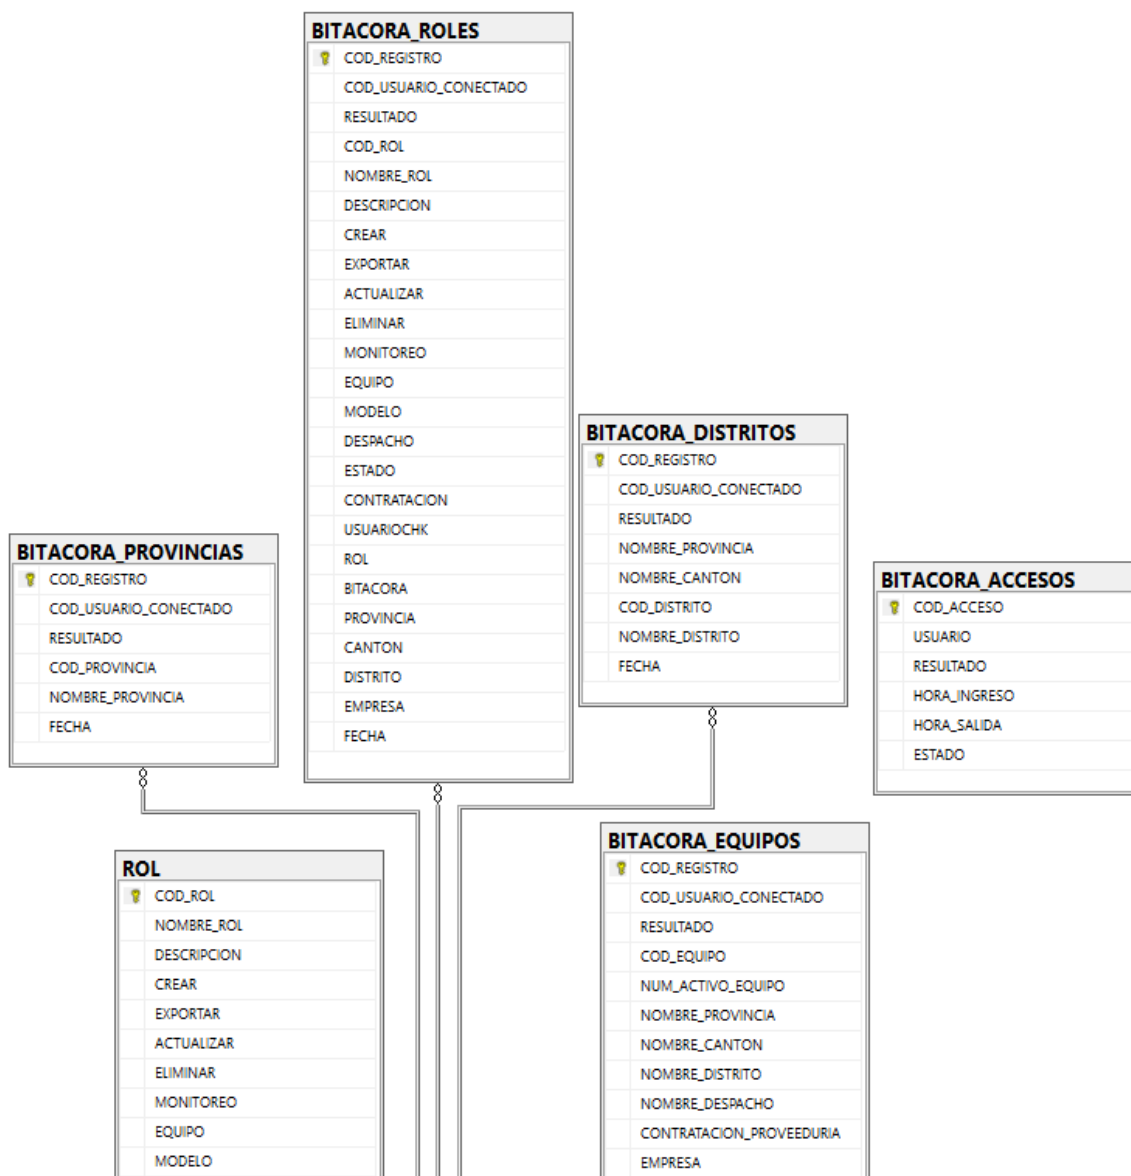 BITACORA_ROLES
COD_REGISTRO
COD_USUARIO_CONECTADO
RESULTADO
COD_ROL
NOMBRE_ROL
DESCRIPCION
CREAR
EXPORTAR
ACTUALIZAR
ELIMINAR
MONITOREO
EQUIPO
MODELO
DESPACHO
ESTADO
CONTRATACION
USUARIOCHK
ROL
BITACORA
PROVINCIA
CANTON
DISTRITO
EMPRESA
FECHA
BITACORA_DISTRITOS
COD_REGISTRO
COD_USUARIO_CONECTADO
RESULTADO
NOMBRE_PROVINCIA
NOMBRE_CANTON
COD_DISTRITO
NOMBRE_DISTRITO
FECHA
BITACORA_PROVINCIAS
COD_REGISTRO
COD_USUARIO_CONECTADO
RESULTADO
COD_PROVINCIA
NOMBRE_PROVINCIA
FECHA
BITACORA_ACCESOS
COD_ACCESO
USUARIO
RESULTADO
HORA_INGRESO
HORA_SALIDA
ESTADO
ROL
COD_ROL
NOMBRE_ROL
DESCRIPCION
CREAR
EXPORTAR
ACTUALIZAR
ELIMINAR
MONITOREO
EQUIPO
MODELO
BITACORA_EQUIPOS
COD_REGISTRO
COD_USUARIO_CONECTADO
RESULTADO
COD_EQUIPO
NUM_ACTIVO_EQUIPO
NOMBRE_PROVINCIA
NOMBRE_CANTON
NOMBRE_DISTRITO
NOMBRE_DESPACHO
CONTRATACION_PROVEEDURIA
EMPRESA